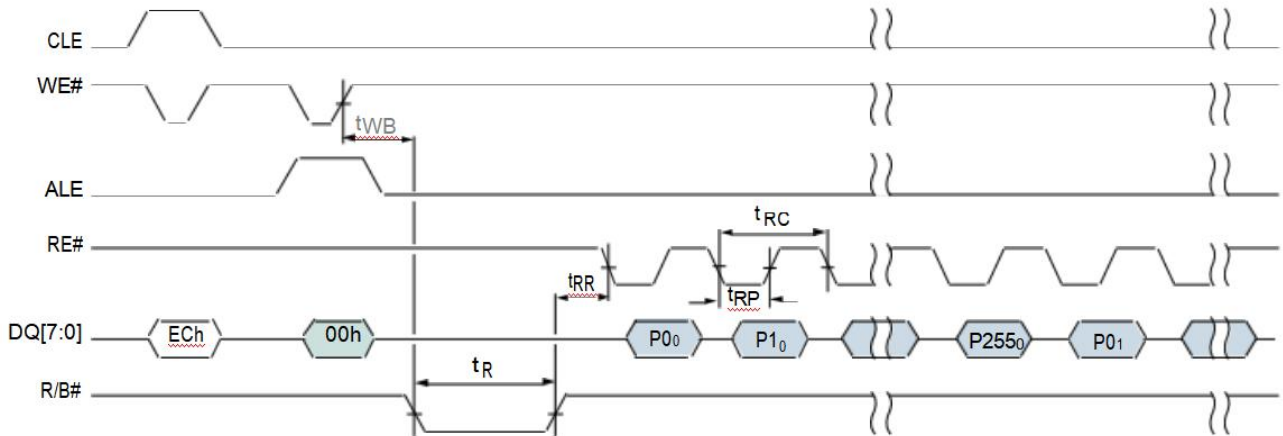 CLE
WE#
tWB
ALE
tRC
RE#
tRR
tRP
DQ[7:0] ECh 00h P0₀ P1₀ P255₀ P0₁
tR
R/B#